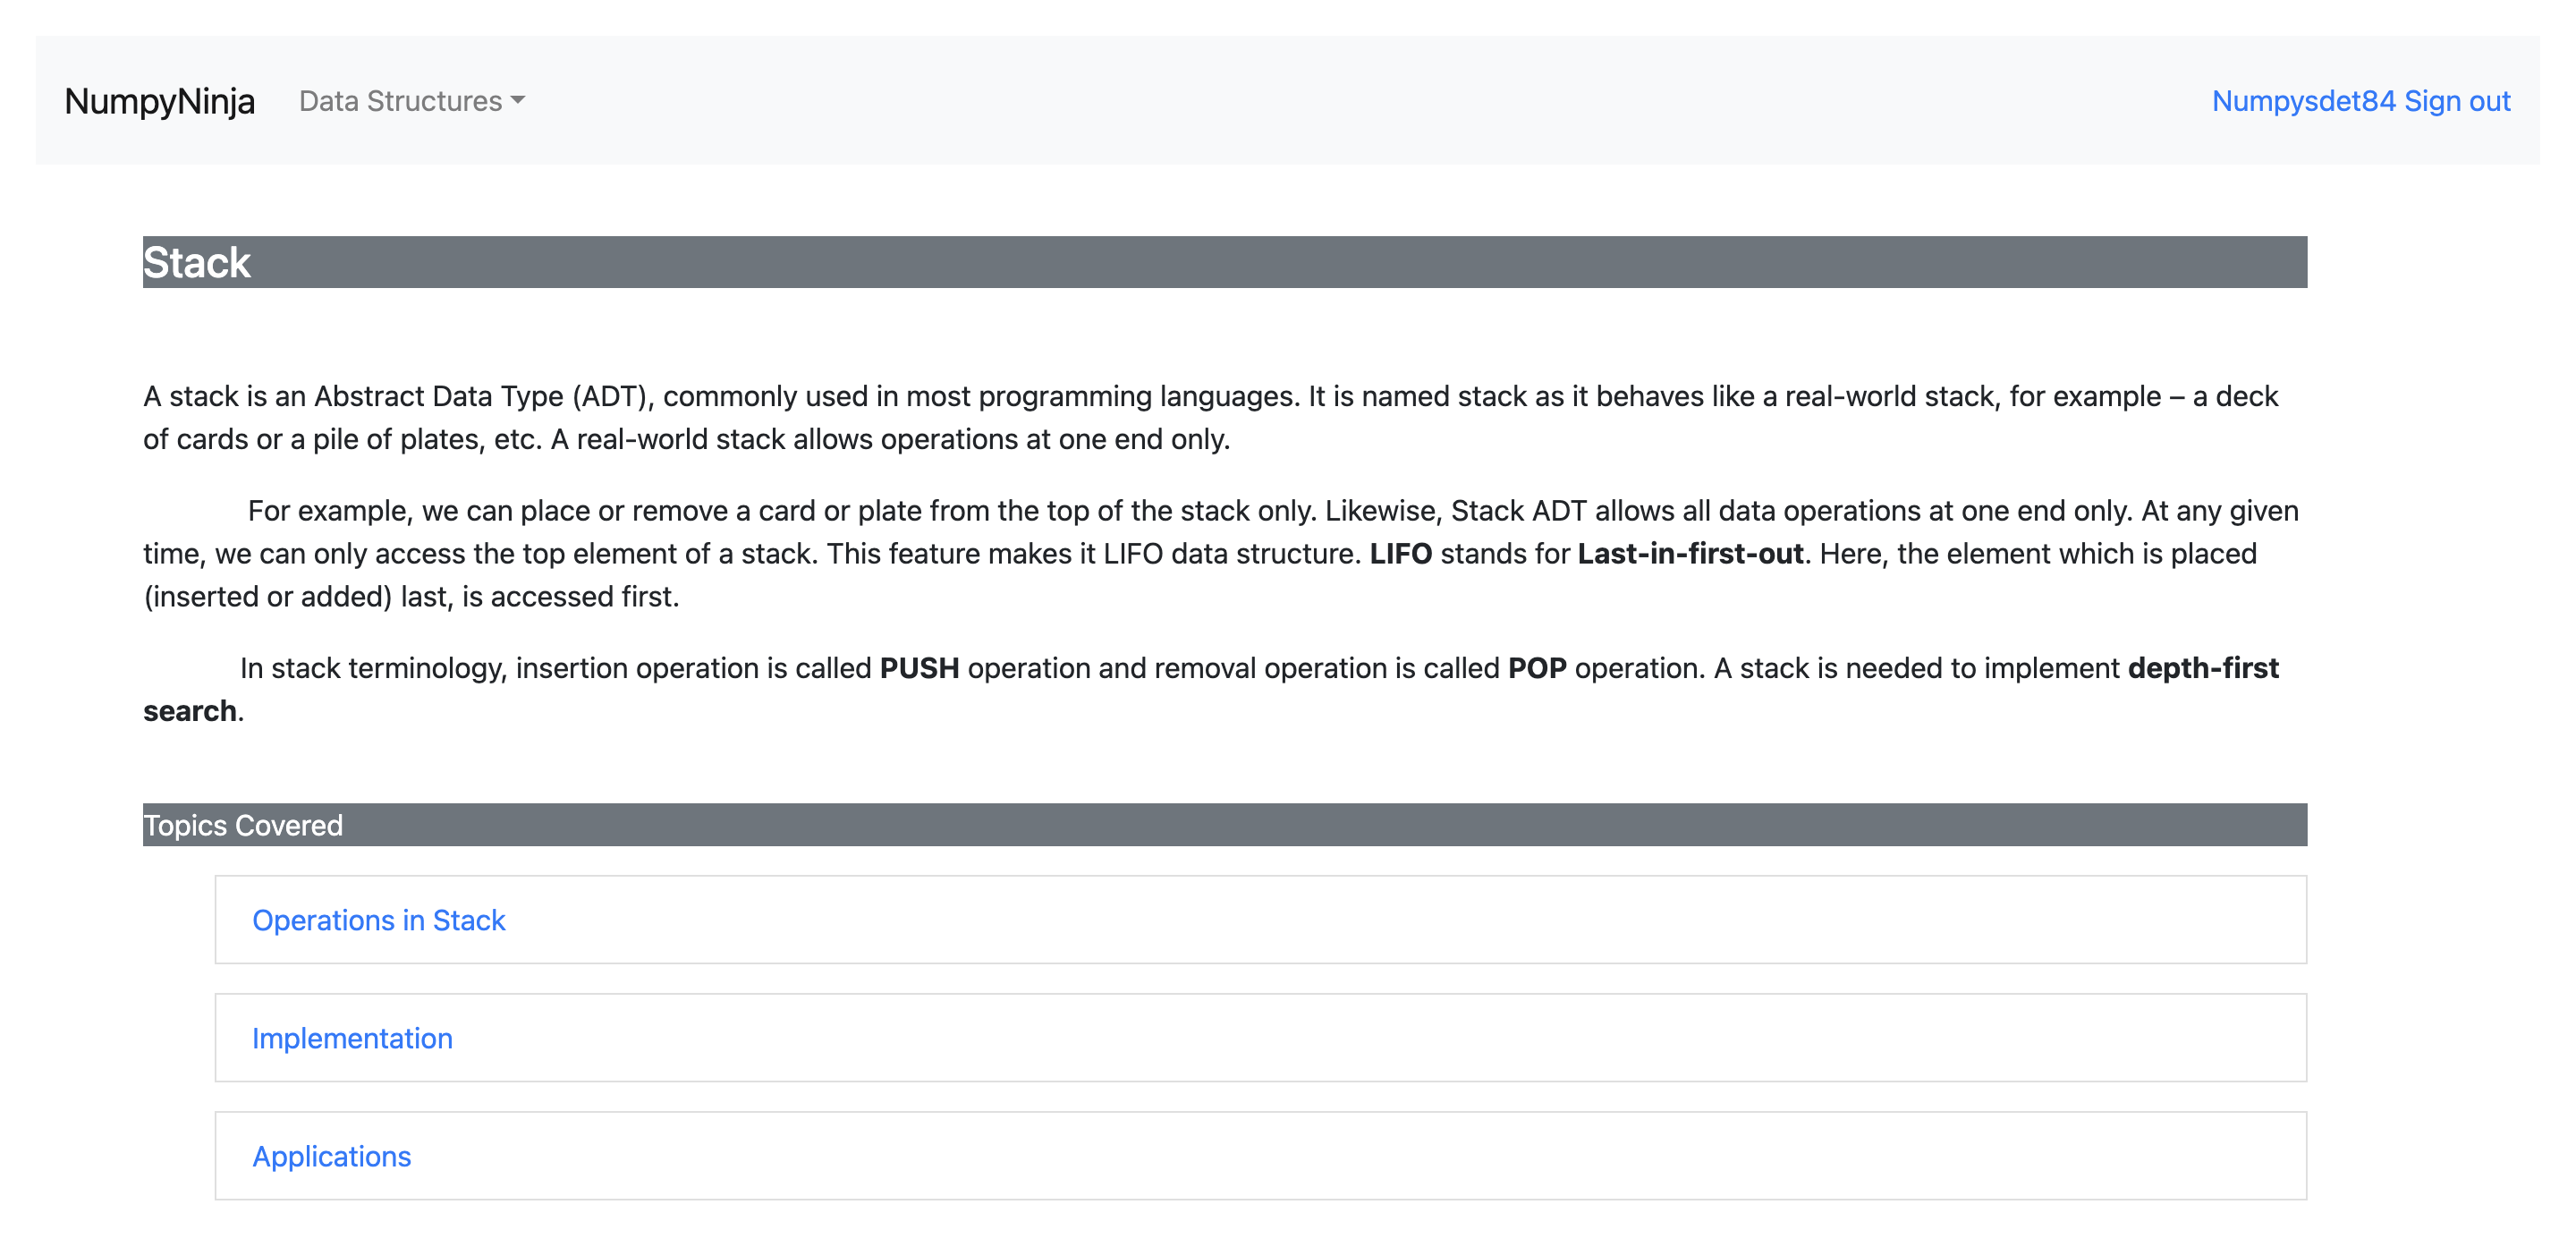 NumpyNinja Data Structures Numpysdet84 Sign out
Stack
A stack is an Abstract Data Type (ADT), commonly used in most programming languages. It is named stack as it behaves like a real-world stack, for example – a deck
of cards or a pile of plates, etc. A real-world stack allows operations at one end only.
For example, we can place or remove a card or plate from the top of the stack only. Likewise, Stack ADT allows all data operations at one end only. At any given
time, we can only access the top element of a stack. This feature makes it LIFO data structure. LIFO stands for Last-in-first-out. Here, the element which is placed
(inserted or added) last, is accessed first.
In stack terminology, insertion operation is called PUSH operation and removal operation is called POP operation. A stack is needed to implement depth-first
search.
Topics Covered
Operations in Stack
Implementation
Applications